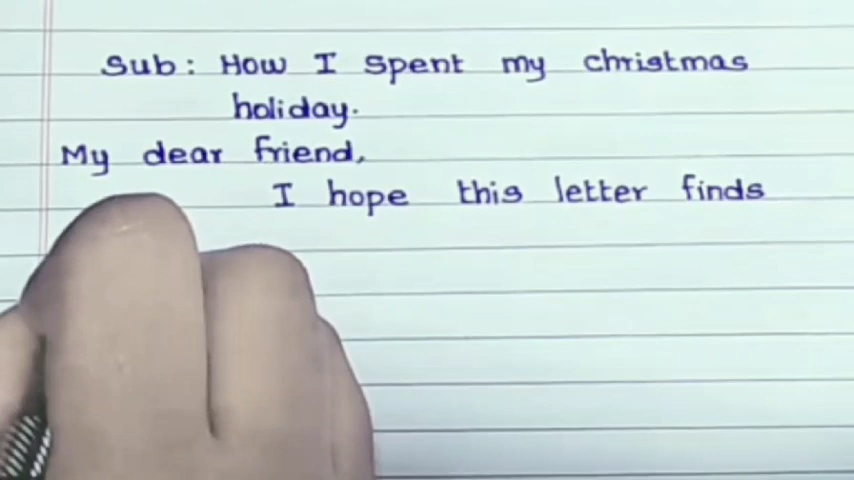 Sub: How I spent my christmas
holiday.
My dear friend,
I hope this letter finds